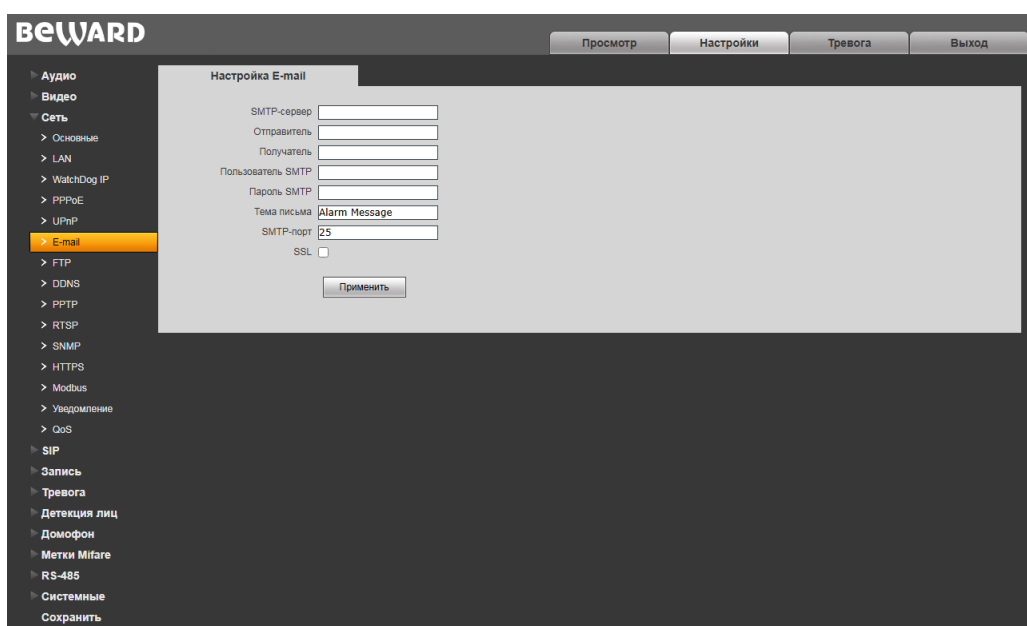 BEWARD
Просмотр
Настройки
Тревога
Выход
Аудио
Видео
Сеть
> Основные
> LAN
> WatchDog IP
> PPPoE
> UPnP
> E-mail
> FTP
> DDNS
> PPTP
> RTSP
> SNMP
> HTTPS
> Modbus
> Уведомление
> QoS
SIP
Запись
Тревога
Детекция лиц
Домофон
Метки Mifare
RS-485
Системные
Сохранить
Настройка E-mail
SMTP-сервер
Отправитель
Получатель
Пользователь SMTP
Пароль SMTP
Тема письма Alarm Message
SMTP-порт 25
SSL
Применить